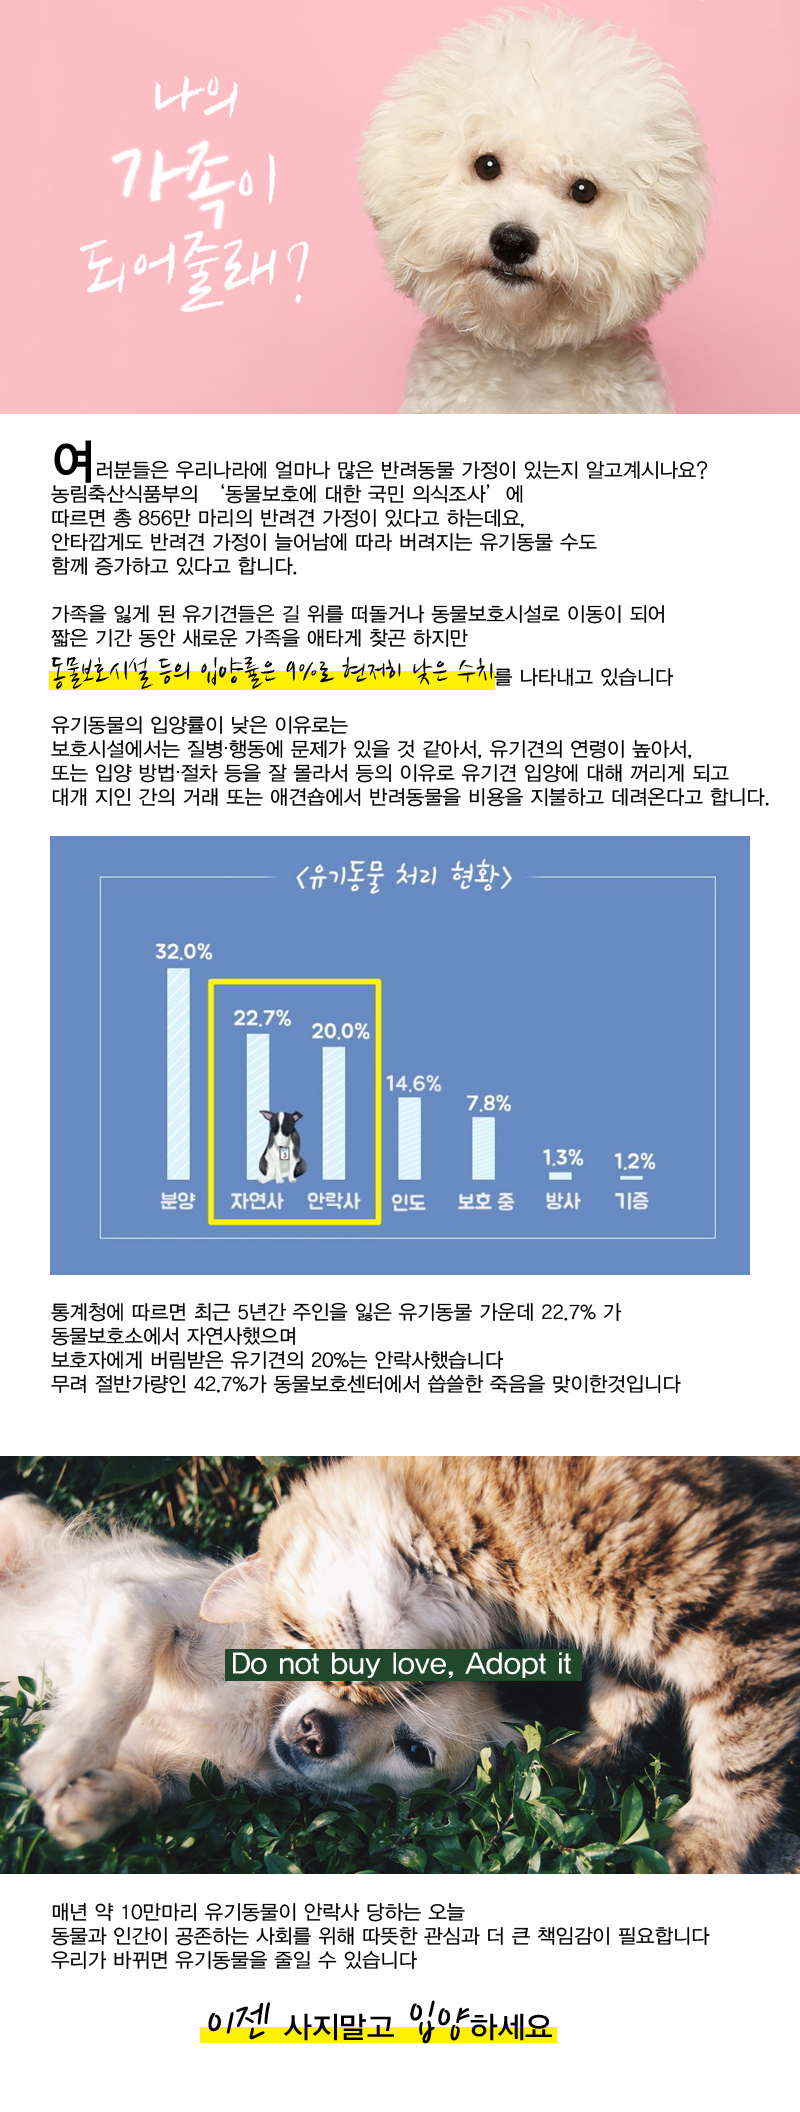 나의
가족이
되어줄래?
여러분들은 우리나라에 얼마나 많은 반려동물 가정이 있는지 알고계시나요?
농림축산식품부의 ‘동물보호에 대한 국민 의식조사’ 에
따르면 총 856만 마리의 반려견 가정이 있다고 하는데요,
안타깝게도 반려견 가정이 늘어남에 따라 버려지는 유기동물 수도
함께 증가하고 있다고 합니다.
가족을 잃게 된 유기견들은 길 위를 떠돌거나 동물보호시설로 이동이 되어
짧은 기간 동안 새로운 가족을 애타게 찾곤 하지만
동물보호시설 등의 입양률은 9%로 현저히 낮은 수치를 나타내고 있습니다
유기동물의 입양률이 낮은 이유로는
보호시설에서는 질병·행동에 문제가 있을 것 같아서, 유기견의 연령이 높아서,
또는 입양 방법·절차 등을 잘 몰라서 등의 이유로 유기견 입양에 대해 꺼리게 되고
대개 지인 간의 거래 또는 애견숍에서 반려동물을 비용을 지불하고 데려온다고 합니다.
<유기동물 처리 현황>
32.0%
22.7%
20.0%
14.6%
7.8%
1.3%
1.2%
분양 자연사 안락사 인도 보호 중 방사 기증
통계청에 따르면 최근 5년간 주인을 잃은 유기동물 가운데 22.7% 가
동물보호소에서 자연사했으며
보호자에게 버림받은 유기견의 20%는 안락사했습니다
무려 절반가량인 42.7%가 동물보호센터에서 씁쓸한 죽음을 맞이한것입니다
Do not buy love, Adopt it
매년 약 10만마리 유기동물이 안락사 당하는 오늘
동물과 인간이 공존하는 사회를 위해 따뜻한 관심과 더 큰 책임감이 필요합니다
우리가 바뀌면 유기동물을 줄일 수 있습니다
이젠 사지말고 입양하세요